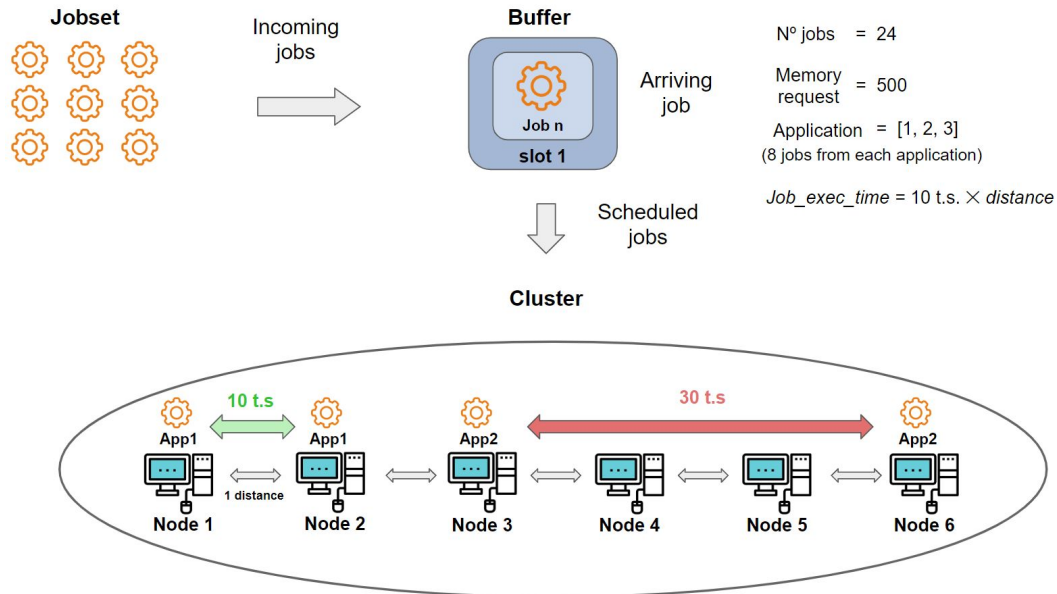 Jobset
Incoming
jobs
Buffer
Job n
slot 1
Arriving
job
Nº jobs = 24
Memory
request = 500
Application = [1, 2, 3]
(8 jobs from each application)
Job_exec_time = 10 t.s. × distance
Scheduled
jobs
Cluster
10 t.s
30 t.s
App1
App1
App2
App2
1 distance
Node 1
Node 2
Node 3
Node 4
Node 5
Node 6